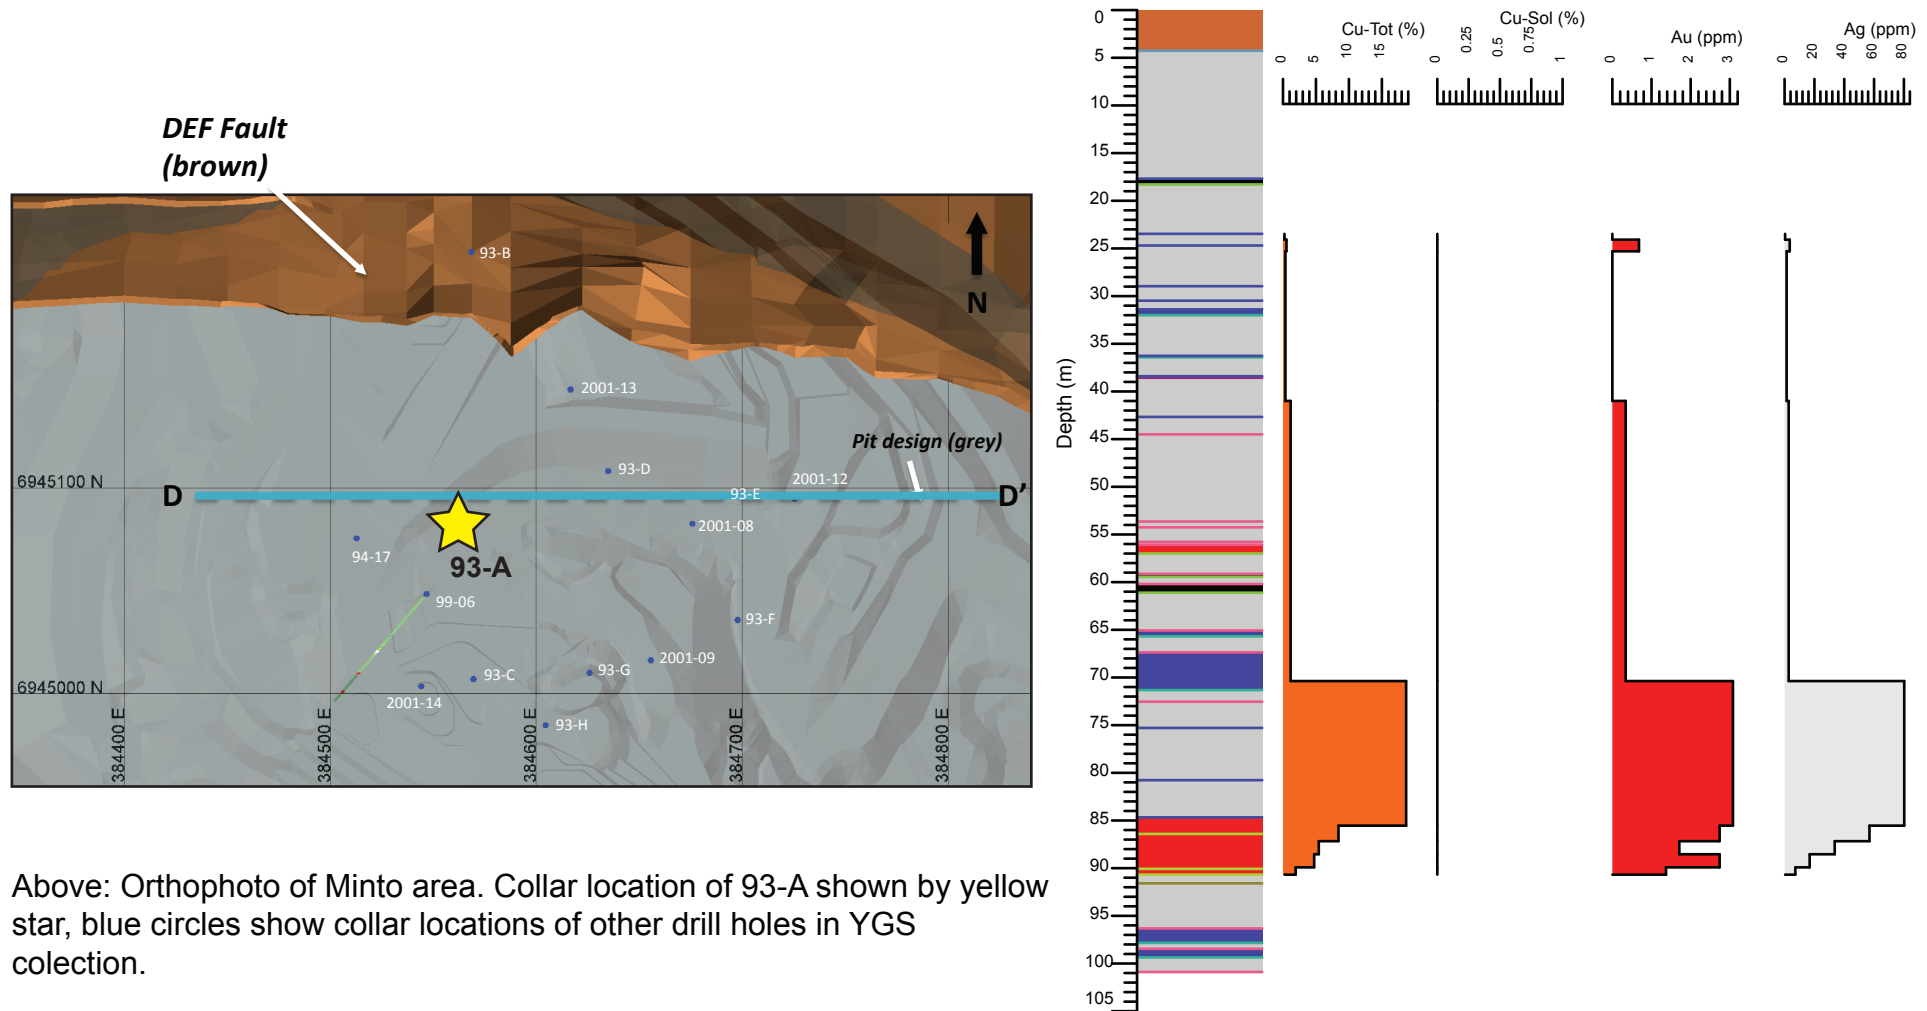 DEF Fault
(brown)
93-B
N
2001-13
Pit design (grey)
93-D
2001-12
6945100 N
D
93-E
D’
2001-08
94-17
93-A
99-06
93-F
2001-09
93-G
93-C
6945000 N
2001-14
93-H
384400 E
384500 E
384600 E
384700 E
384800 E
Above: Orthophoto of Minto area. Collar location of 93-A shown by yellow
star, blue circles show collar locations of other drill holes in YGS
colection.
Depth (m)
0
5
10
15
20
25
30
35
40
45
50
55
60
65
70
75
80
85
90
95
100
105
Cu-Tot (%)
0 5 10 15
Cu-Sol (%)
0 0.25 0.5 0.75 1
Au (ppm)
0 1 2 3
Ag (ppm)
0 20 40 60 80